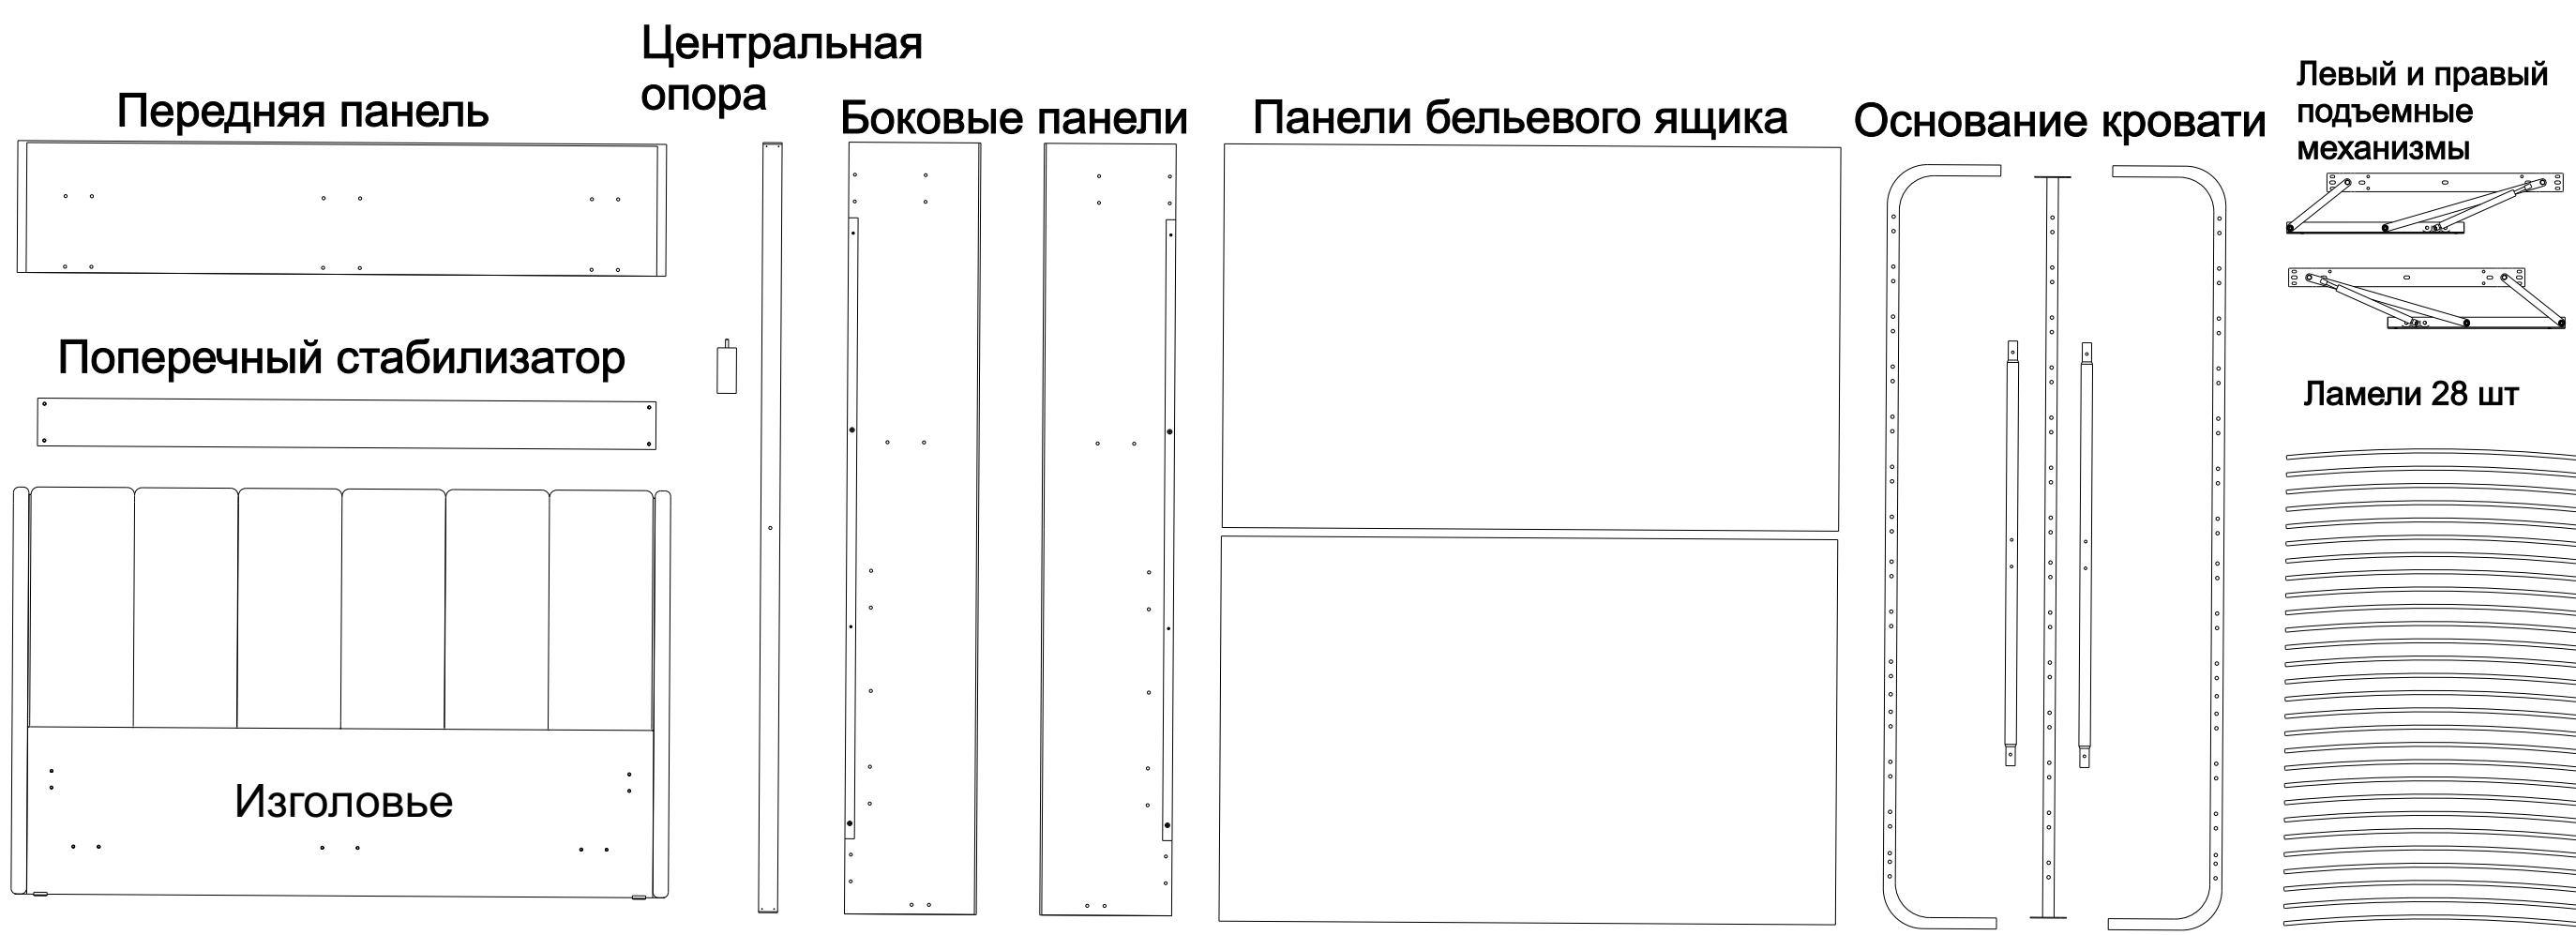 Центральная
опора
Передняя панель
Боковые панели
Панели бельевого ящика
Основание кровати
Левый и правый
подъемные
механизмы
Поперечный стабилизатор
Ламели 28 шт
Изголовье